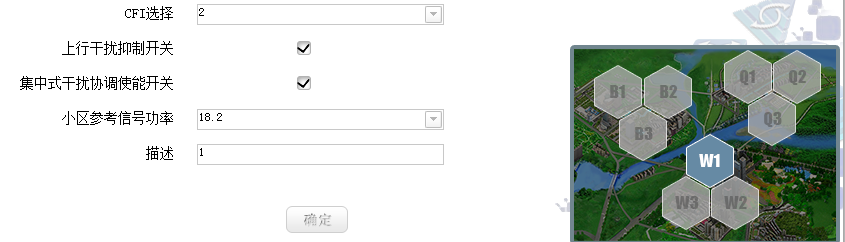 CFI选择 2
上行干扰抑制开关
集中式干扰协调使能开关
小区参考信号功率 18.2
描述 1
确定
B1 B2 Q1 Q2
B3 Q3
W1
W3 W2